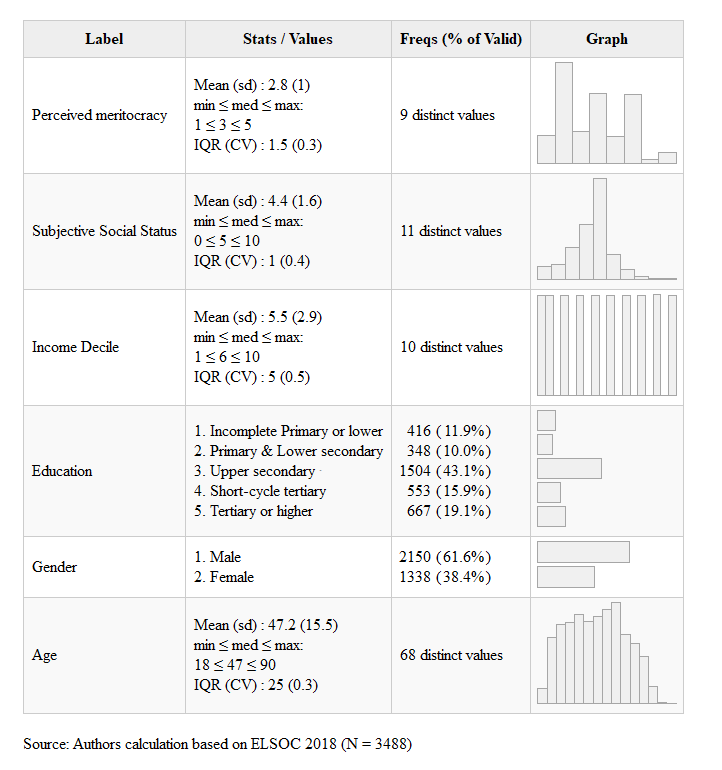 Label Stats / Values Freqs (% of Valid) Graph
Perceived meritocracy
Mean (sd) : 2.8 (1)
min ≤ med ≤ max:
1 ≤ 3 ≤ 5
IQR (CV) : 1.5 (0.3)
9 distinct values
Subjective Social Status
Mean (sd) : 4.4 (1.6)
min ≤ med ≤ max:
0 ≤ 5 ≤ 10
IQR (CV) : 1 (0.4)
11 distinct values
Income Decile
Mean (sd) : 5.5 (2.9)
min ≤ med ≤ max:
1 ≤ 6 ≤ 10
IQR (CV) : 5 (0.5)
10 distinct values
Education
1. Incomplete Primary or lower 416 (11.9%)
2. Primary & Lower secondary 348 (10.0%)
3. Upper secondary 1504 (43.1%)
4. Short-cycle tertiary 553 (15.9%)
5. Tertiary or higher 667 (19.1%)
Gender
1. Male 2150 (61.6%)
2. Female 1338 (38.4%)
Age
Mean (sd) : 47.2 (15.5)
min ≤ med ≤ max:
18 ≤ 47 ≤ 90
IQR (CV) : 25 (0.3)
68 distinct values
Source: Authors calculation based on ELSOC 2018 (N = 3488)